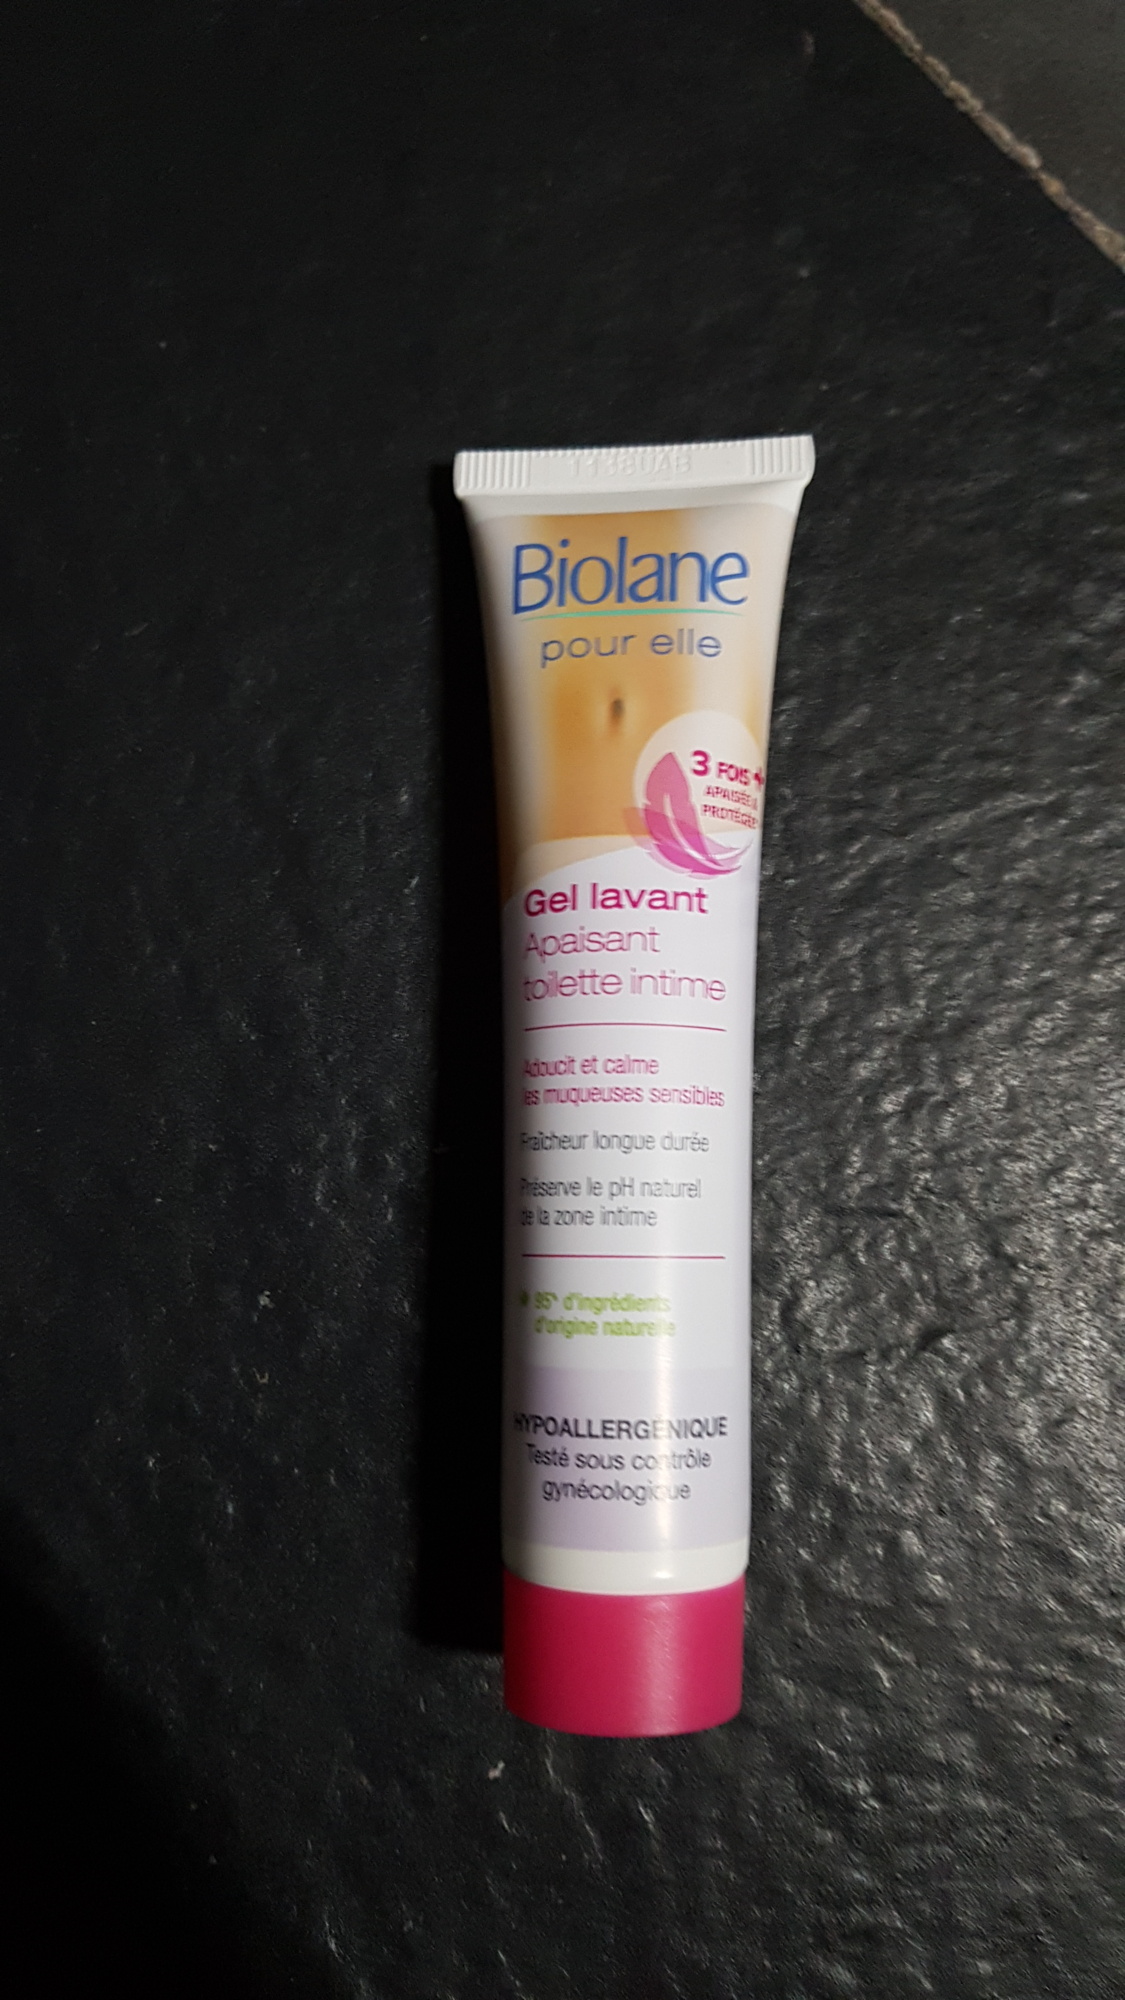 Biolane
pour elle
3 FOIS +
APAISÉE &
PROTÉGÉE
Gel lavant
Apaisant
toilette intime
Adoucit et calme
les muqueuses sensibles
Fraîcheur longue durée
Préserve le pH naturel
de la zone intime
95% d'ingrédients
d'origine naturelle
HYPOALLERGÉNIQUE
Testé sous contrôle
gynécologique